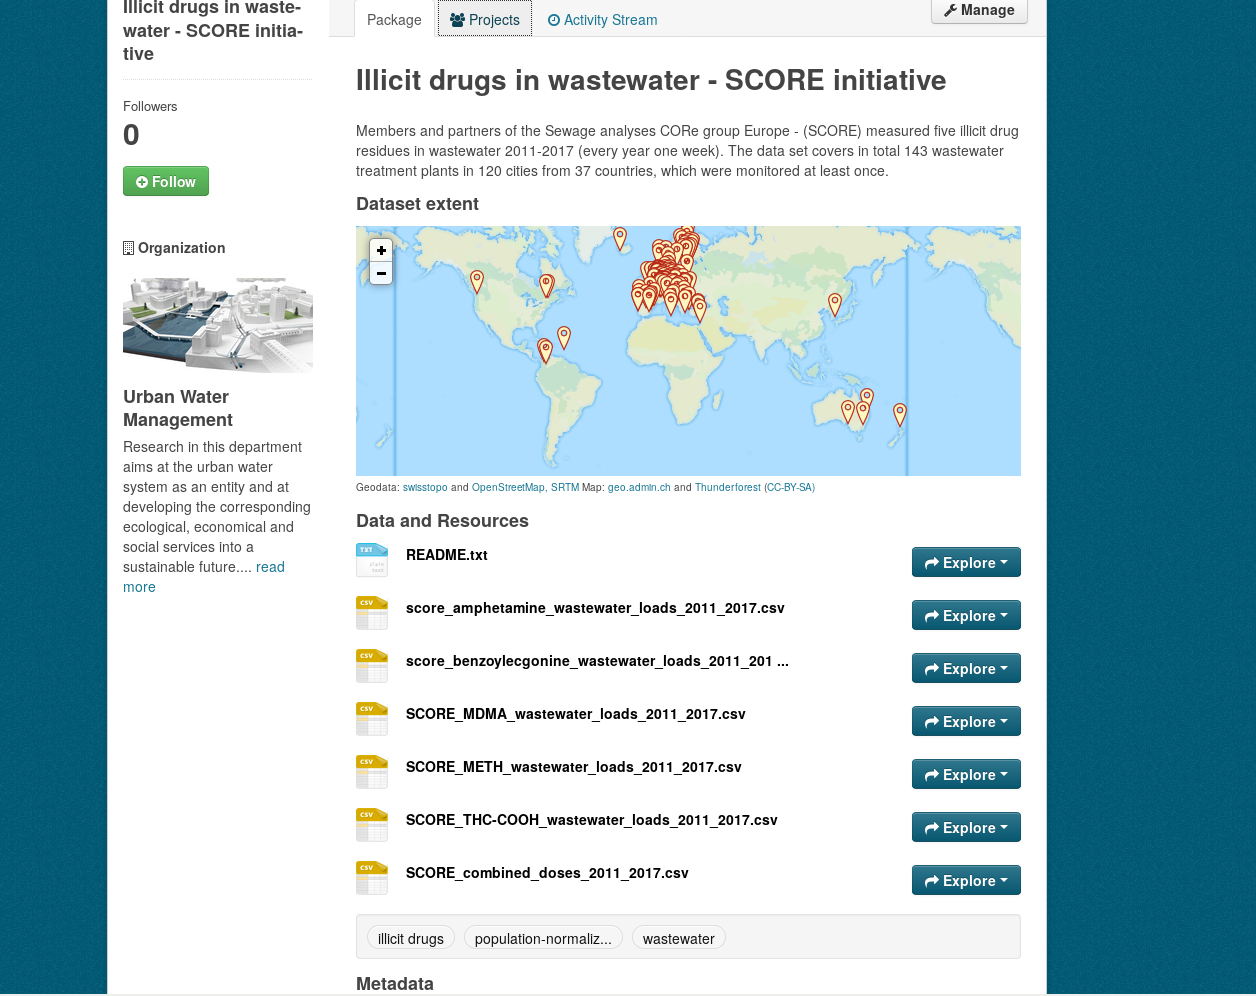 Illicit drugs in waste-
water - SCORE initia-
tive
Followers
0
Follow
Organization
Urban Water
Management
Research in this department
aims at the urban water
system as an entity and at
developing the corresponding
ecological, economical and
social services into a
sustainable future.... read
more
Package Projects Activity Stream Manage
Illicit drugs in wastewater - SCORE initiative
Members and partners of the Sewage analyses CORe group Europe - (SCORE) measured five illicit drug
residues in wastewater 2011-2017 (every year one week). The data set covers in total 143 wastewater
treatment plants in 120 cities from 37 countries, which were monitored at least once.
Dataset extent
+
−
Geodata: swisstopo and OpenStreetMap, SRTM Map: geo.admin.ch and Thunderforest (CC-BY-SA)
Data and Resources
TXT README.txt Explore
CSV score_amphetamine_wastewater_loads_2011_2017.csv Explore
CSV score_benzoylecgonine_wastewater_loads_2011_201 ... Explore
CSV SCORE_MDMA_wastewater_loads_2011_2017.csv Explore
CSV SCORE_METH_wastewater_loads_2011_2017.csv Explore
CSV SCORE_THC-COOH_wastewater_loads_2011_2017.csv Explore
CSV SCORE_combined_doses_2011_2017.csv Explore
illicit drugs population-normaliz... wastewater
Metadata